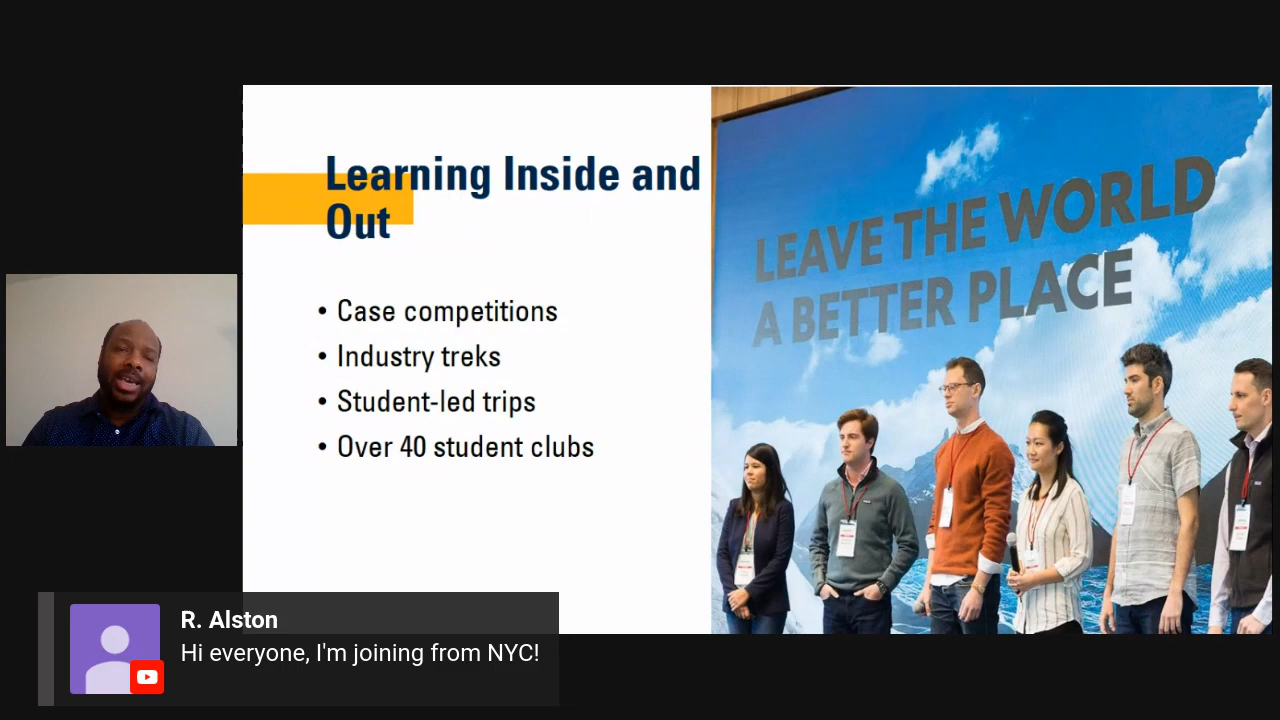 Learning Inside and
Out
• Case competitions
• Industry treks
• Student-led trips
• Over 40 student clubs
LEAVE THE WORLD
A BETTER PLACE
R. Alston
Hi everyone, I'm joining from NYC!